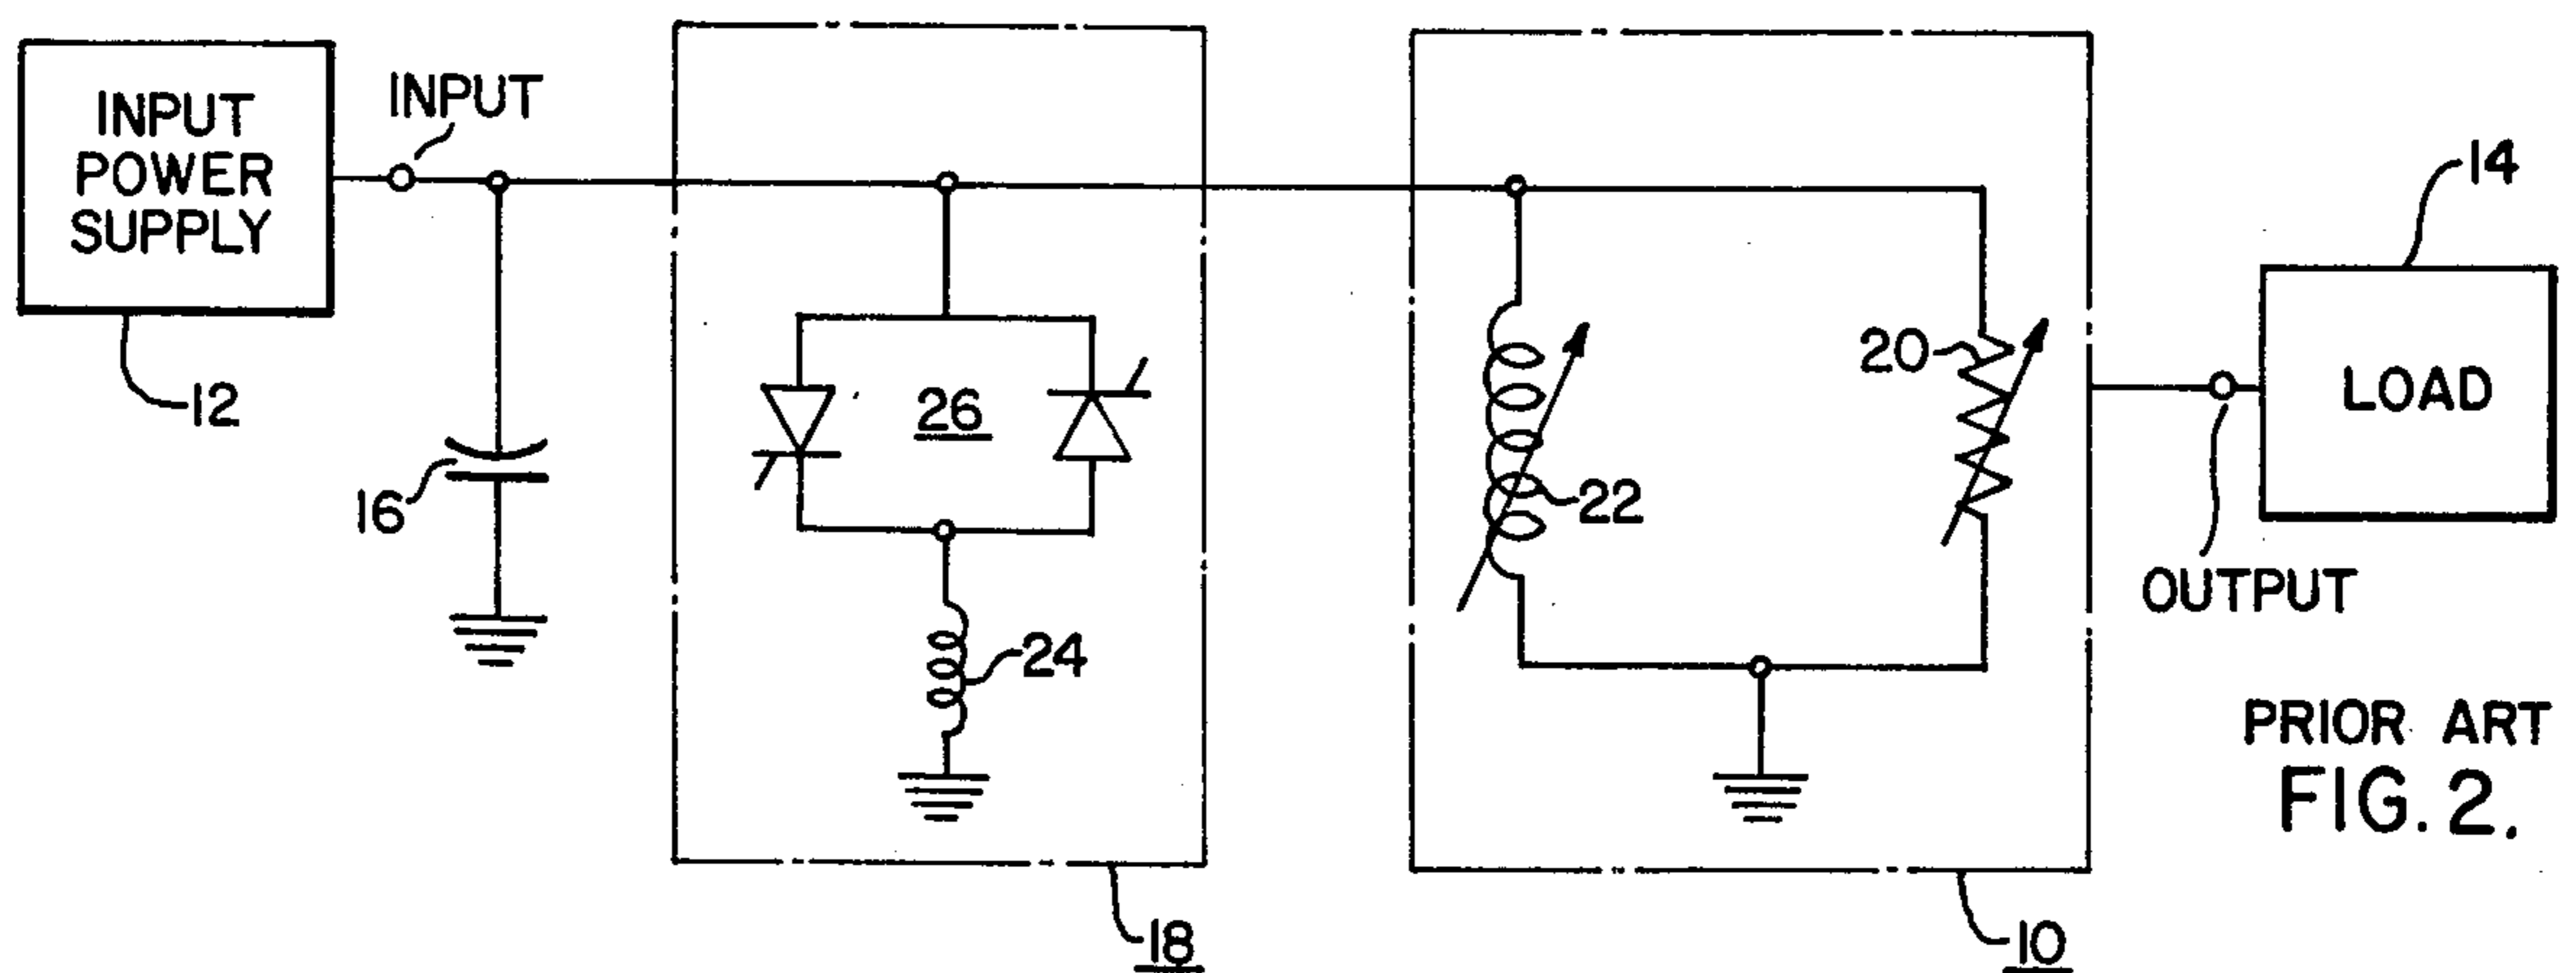 INPUT
POWER
SUPPLY
INPUT
12
16
26
24
18
22
20
10
14
LOAD
OUTPUT
PRIOR ART
FIG. 2.